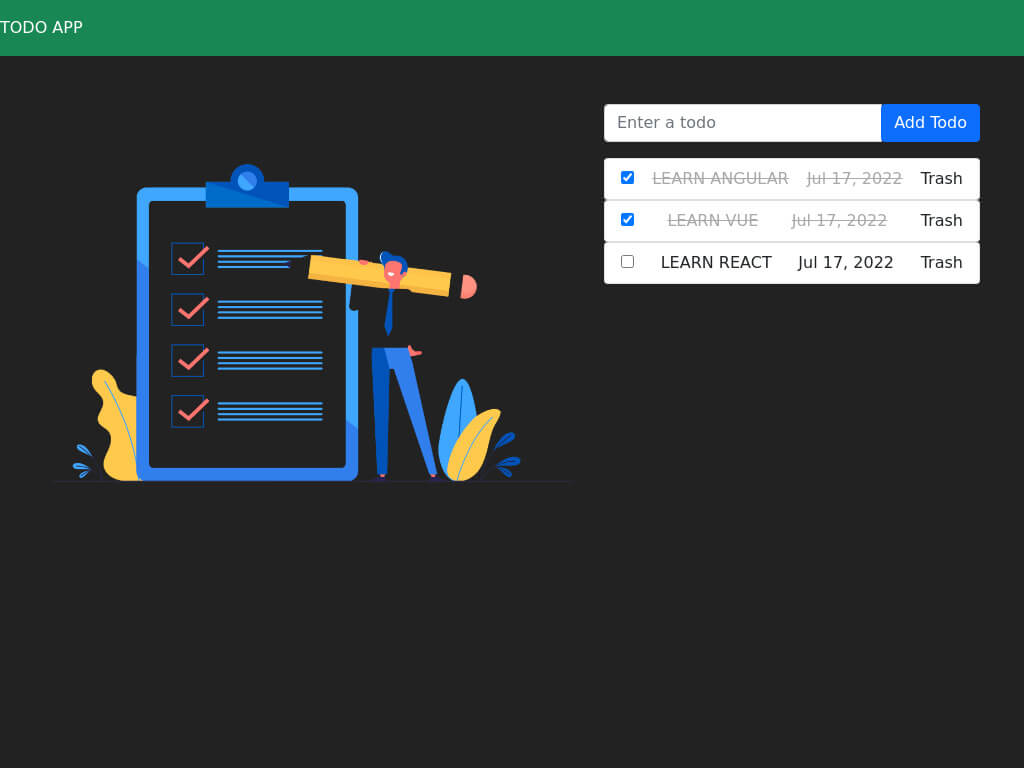 TODO APP
Enter a todo Add Todo
LEARN ANGULAR Jul 17, 2022 Trash
LEARN VUE Jul 17, 2022 Trash
LEARN REACT Jul 17, 2022 Trash